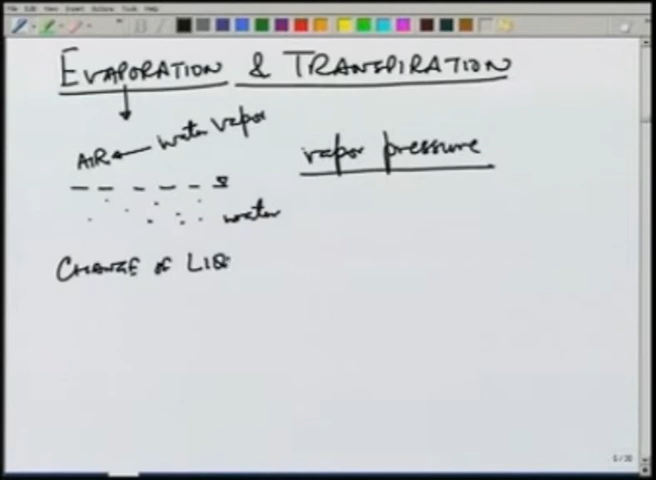 EVAPORATION & TRANSPIRATION
AIR ← water vapor
vapor pressure
water
CHANGE OF LIQ